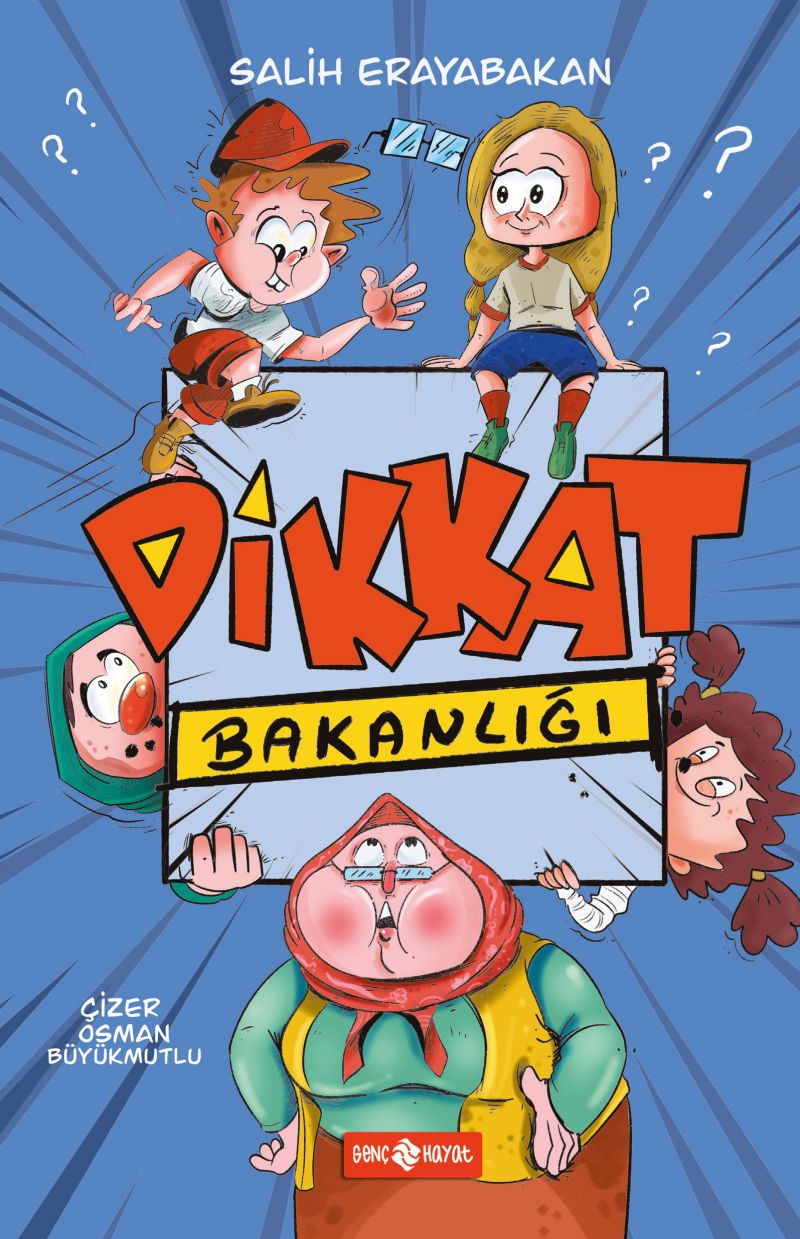 SALİH ERAYABAKAN
? ?
? ?
? ?
DİKKAT
BAKANLIĞI
ÇİZER
OSMAN
BÜYÜKMUTLU
GENÇ HAYAT